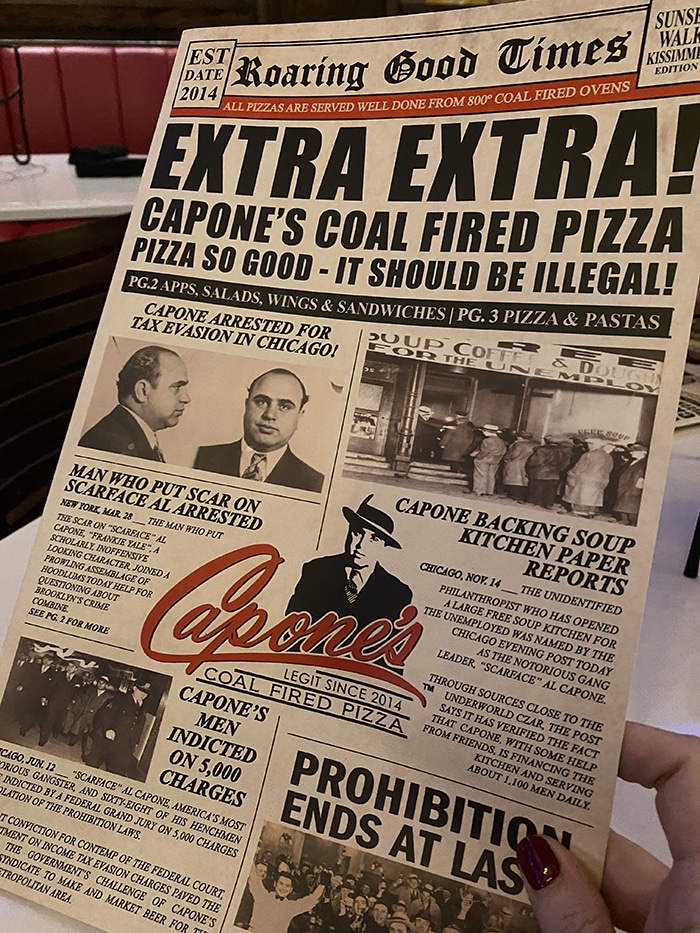 EST
DATE
2014
Roaring Good Times
SUNSE
WALK
KISSIMM
EDITION
ALL PIZZAS ARE SERVED WELL DONE FROM 800° COAL FIRED OVENS
EXTRA EXTRA!
CAPONE'S COAL FIRED PIZZA
PIZZA SO GOOD - IT SHOULD BE ILLEGAL!
PG.2 APPS, SALADS, WINGS & SANDWICHES | PG. 3 PIZZA & PASTAS
CAPONE ARRESTED FOR
TAX EVASION IN CHICAGO!
MAN WHO PUT SCAR ON
SCARFACE AL ARRESTED
NEW YORK, MAR. 28 __ THE MAN WHO PUT
THE SCAR ON "SCARFACE" AL
CAPONE, "FRANKIE YALE", A
SCHOLARLY, INOFFENSIVE
LOOKING CHARACTER, JOINED A
PROWLING ASSEMBLAGE OF
HOODLUMS TODAY HELP FOR
QUESTIONING ABOUT
BROOKLYN'S CRIME
COMBINE.
SEE PG. 2 FOR MORE
SOUP COFFEE & DOUGHN
FOR THE UNEMPLOY
CAPONE BACKING SOUP
KITCHEN PAPER
REPORTS
CHICAGO, NOV. 14 __ THE UNIDENTIFIED
PHILANTHROPIST WHO HAS OPENED
A LARGE FREE SOUP KITCHEN FOR
THE UNEMPLOYED WAS NAMED BY THE
CHICAGO EVENING POST TODAY
AS THE NOTORIOUS GANG
LEADER, "SCARFACE" AL CAPONE.
THROUGH SOURCES CLOSE TO THE
UNDERWORLD CZAR, THE POST
SAYS IT HAS VERIFIED THE FACT
THAT CAPONE, WITH SOME HELP
FROM FRIENDS, IS FINANCING THE
KITCHEN AND SERVING
ABOUT 1,100 MEN DAILY.
Capone's
LEGIT SINCE 2014
COAL FIRED PIZZA
TM
CAPONE'S
MEN
INDICTED
ON 5,000
CHARGES
CAGO, JUN. 12 "SCARFACE" AL CAPONE, AMERICA'S MOST
ORIOUS GANGSTER, AND SIXTY-EIGHT OF HIS HENCHMEN
INDICTED BY A FEDERAL GRAND JURY ON 5,000 CHARGES
OLATION OF THE PROHIBITION LAWS.
T CONVICTION FOR CONTEMP OF THE FEDERAL COURT,
TMENT ON INCOME TAX EVASION CHARGES PAVED THE
THE GOVERNMENT'S CHALLENGE OF CAPONE'S
SYNDICATE TO MAKE AND MARKET BEER FOR
TROPOLITAN AREA.
PROHIBITION
ENDS AT LAS